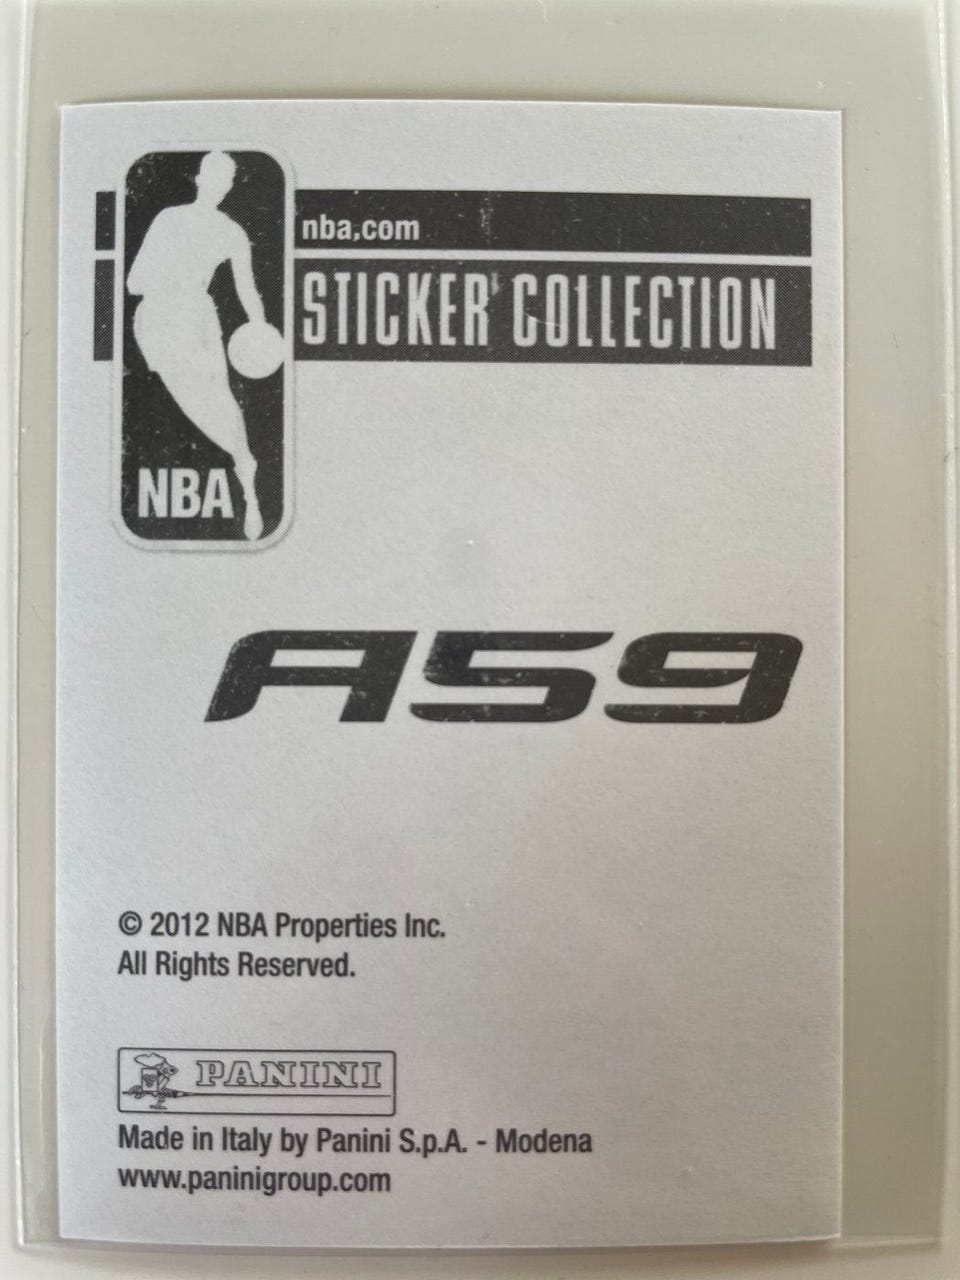 nba.com
STICKER COLLECTION
NBA
A59
© 2012 NBA Properties Inc.
All Rights Reserved.
PANINI
Made in Italy by Panini S.p.A. - Modena
www.paninigroup.com